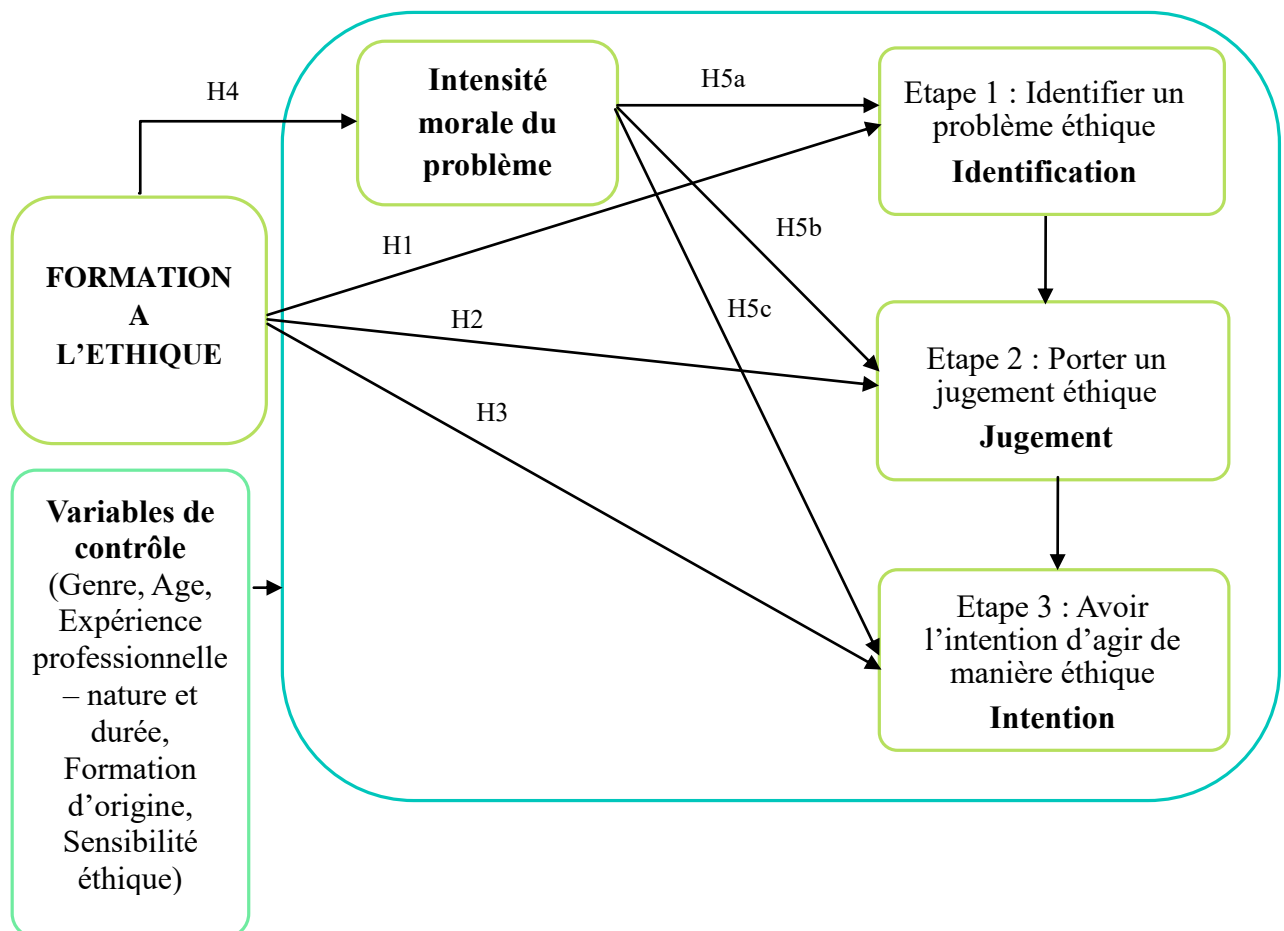 H4
Intensité
morale du
problème
H5a
Etape 1 : Identifier un
problème éthique
Identification
H1
H5b
FORMATION
A
L’ETHIQUE
H2
H5c
Etape 2 : Porter un
jugement éthique
Jugement
H3
Variables de
contrôle
(Genre, Age,
Expérience
professionnelle
– nature et
durée,
Formation
d’origine,
Sensibilité
éthique)
Etape 3 : Avoir
l’intention d’agir de
manière éthique
Intention